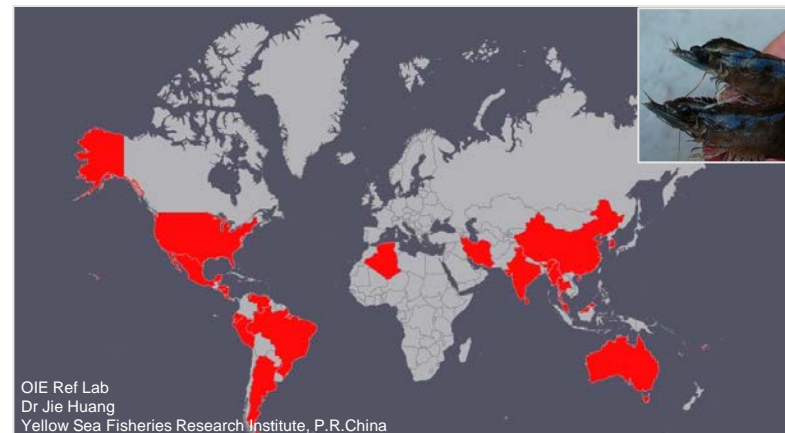 OIE Ref Lab
Dr Jie Huang
Yellow Sea Fisheries Research Institute, P.R.China